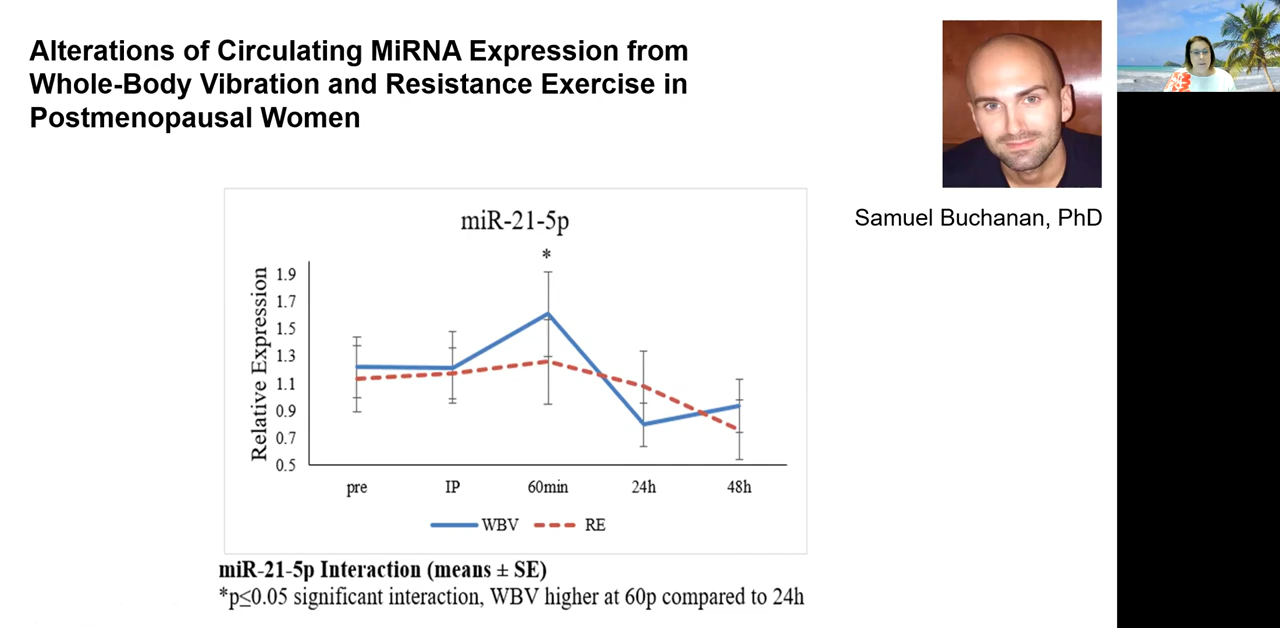 Alterations of Circulating MiRNA Expression from
Whole-Body Vibration and Resistance Exercise in
Postmenopausal Women
Samuel Buchanan, PhD
miR-21-5p
*
Relative Expression
1.9
1.7
1.5
1.3
1.1
0.9
0.7
0.5
pre IP 60min 24h 48h
WBV RE
miR-21-5p Interaction (means ± SE)
*p≤0.05 significant interaction, WBV higher at 60p compared to 24h